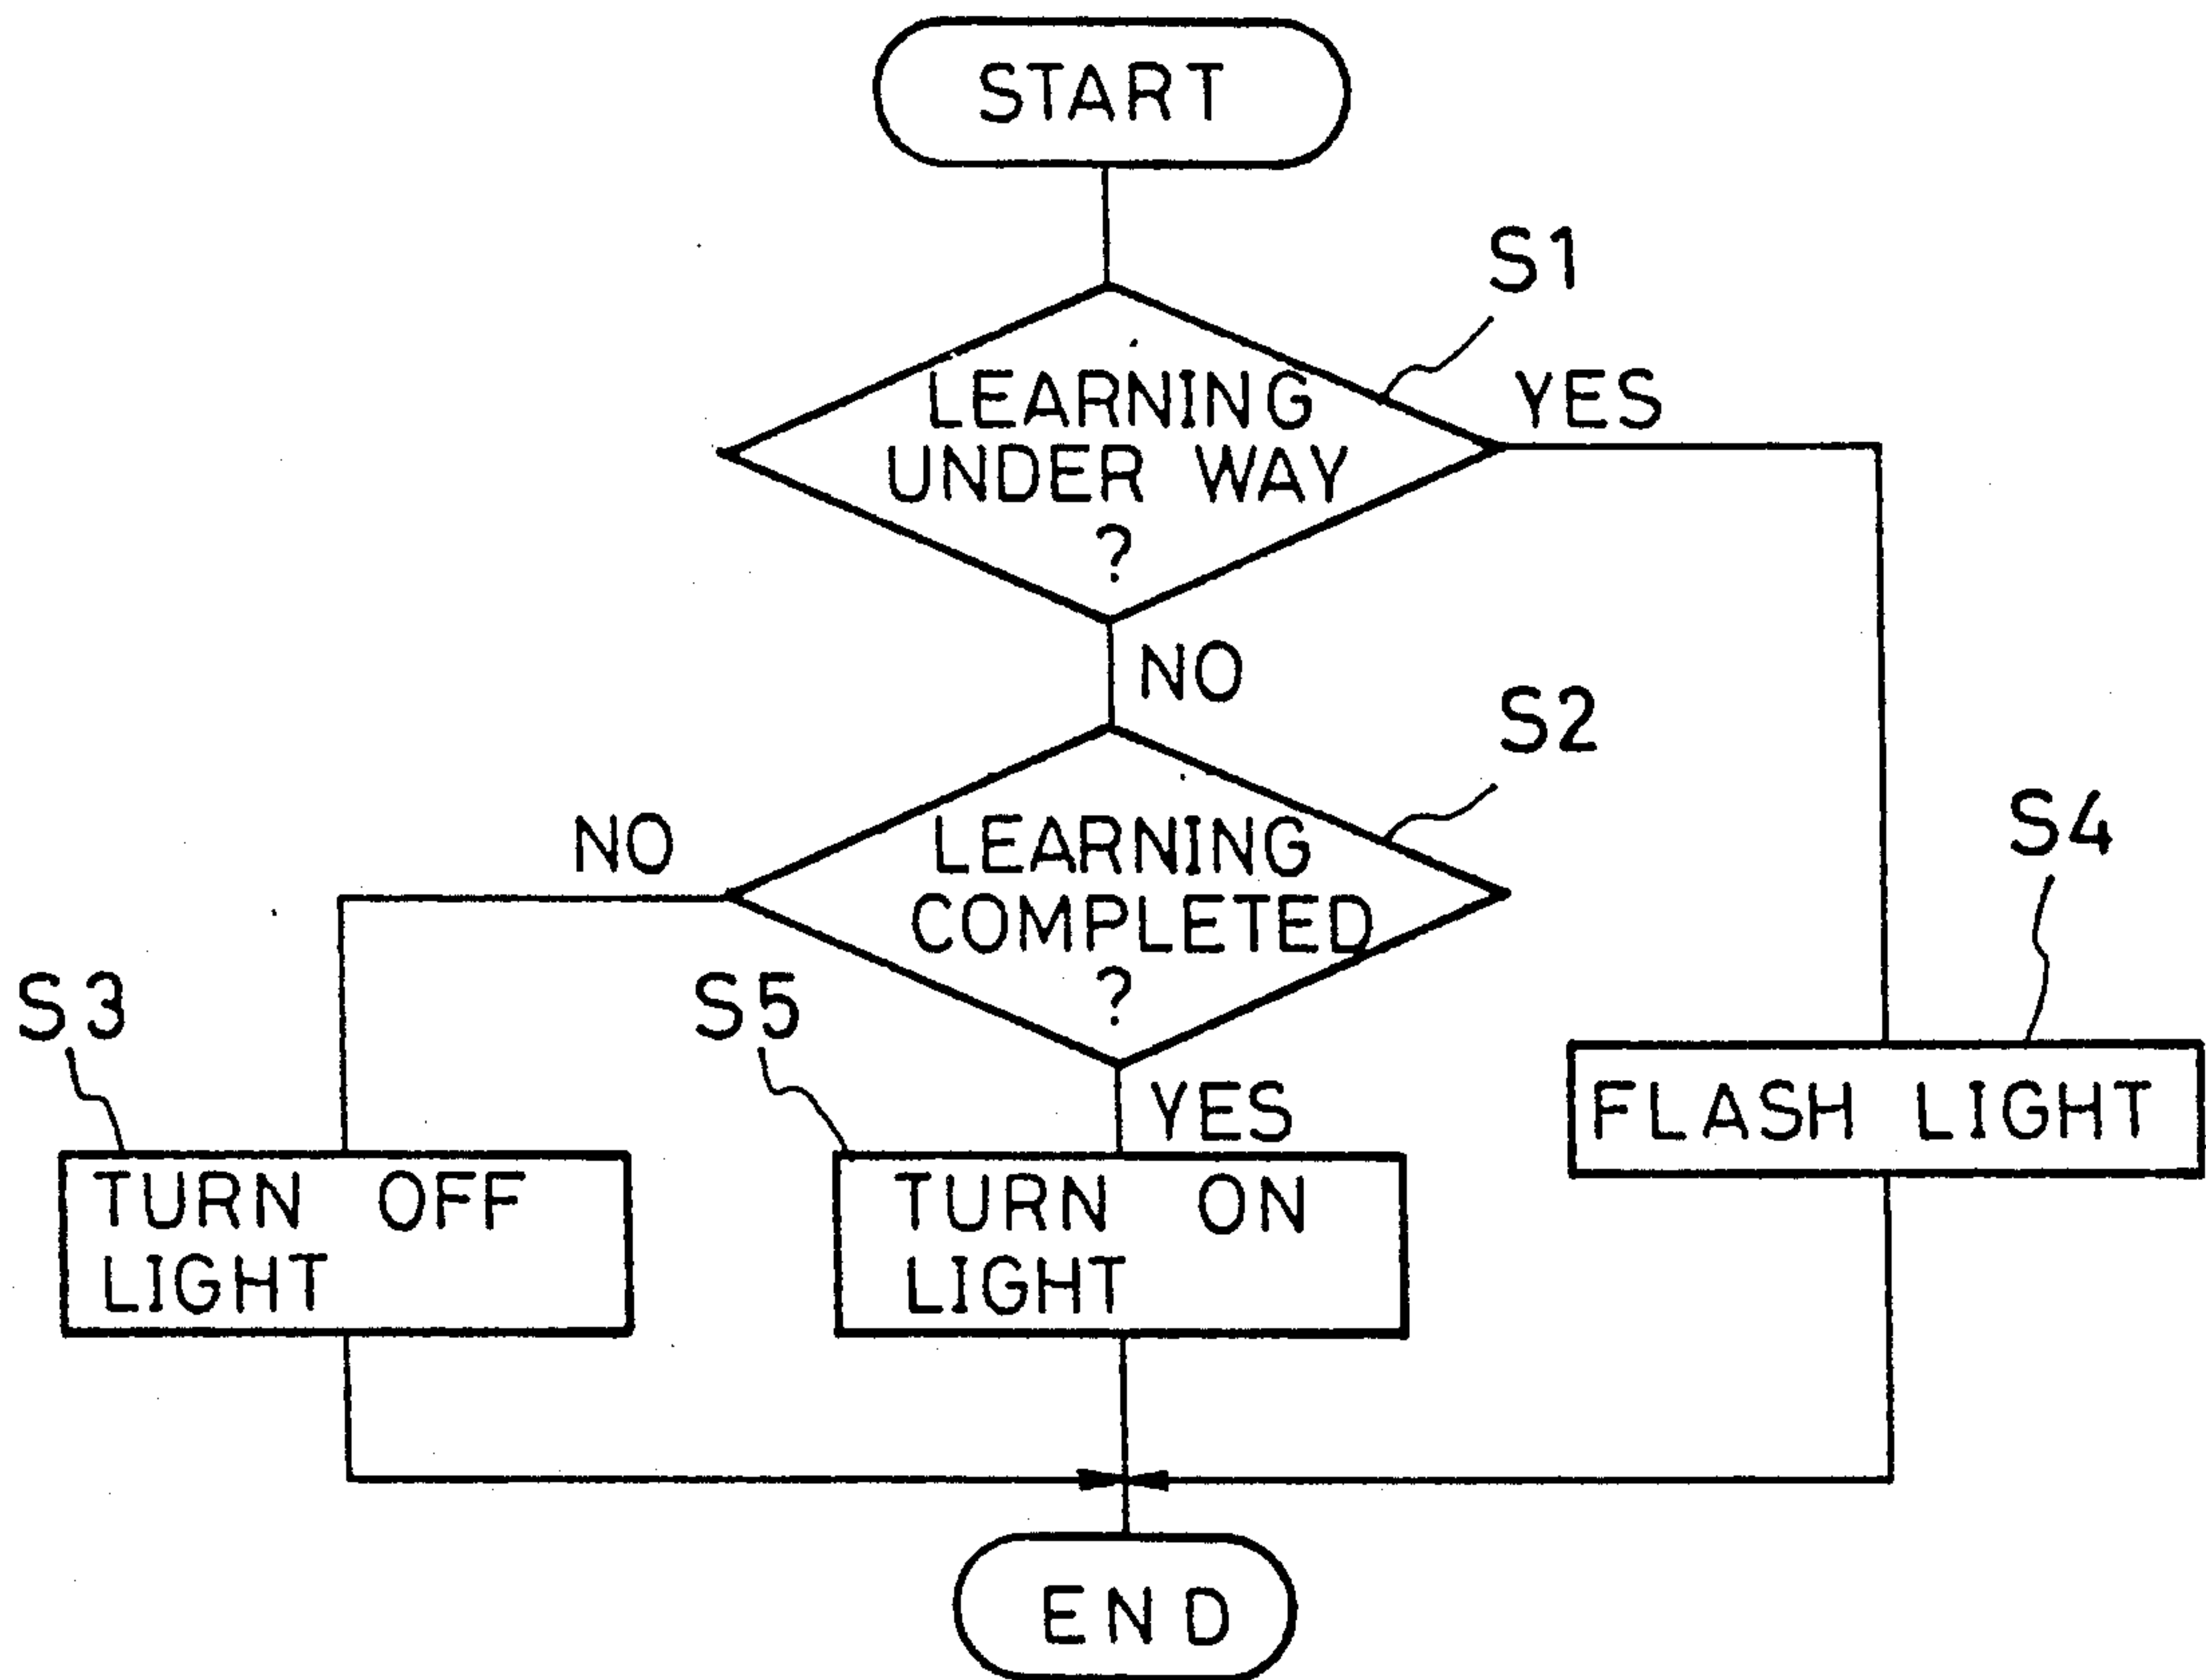 START
S1
LEARNING
UNDER WAY
?
YES
NO
S2
LEARNING
COMPLETED
?
NO
YES
S4
FLASH LIGHT
S3
TURN OFF
LIGHT
S5
TURN ON
LIGHT
END